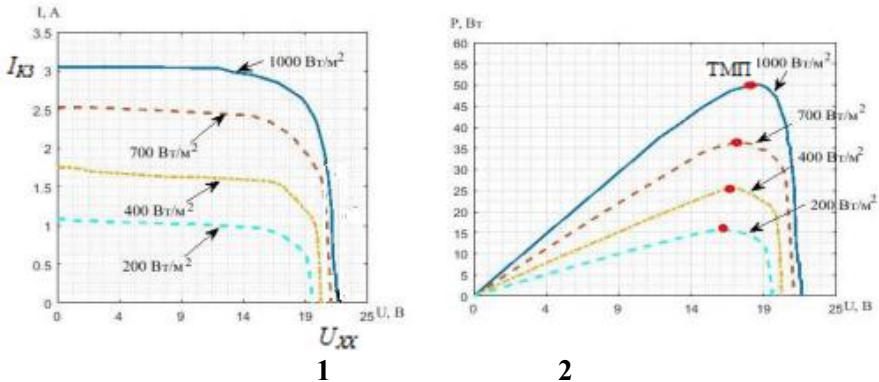 I, А
3.5
I_КЗ
3
2.5
2
1.5
1
0.5
0
1000 Вт/м²
700 Вт/м²
400 Вт/м²
200 Вт/м²
0 4 9 14 19 25 U, В
U_ХХ
1
P, Вт
60
55
50
45
40
35
30
25
20
15
10
5
0
ТМП
1000 Вт/м²
700 Вт/м²
400 Вт/м²
200 Вт/м²
0 4 9 14 19 25 U, В
2